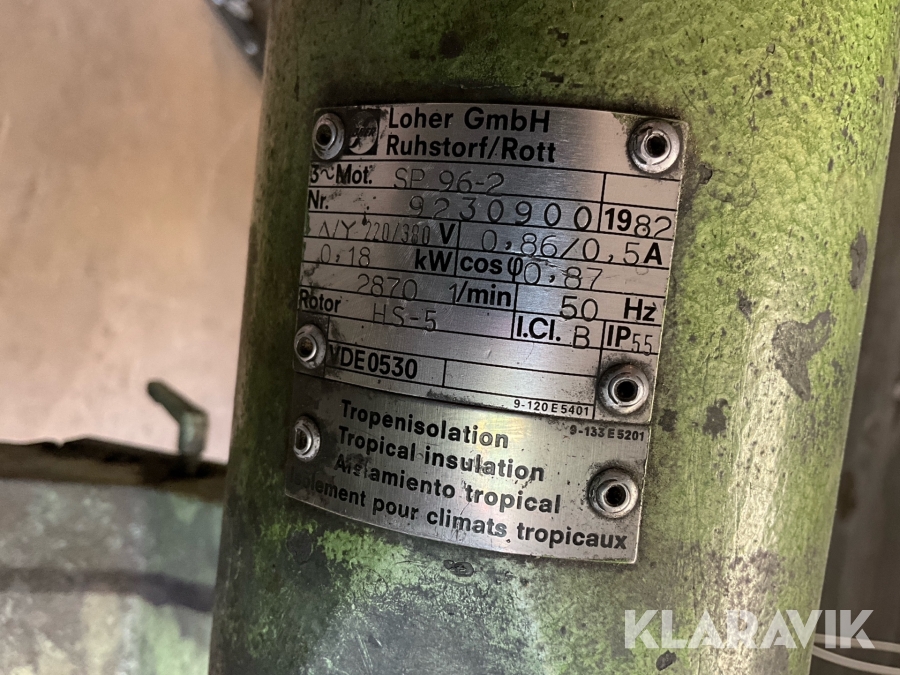 Loher GmbH
Ruhstorf/Rott
3~Mot. SP 96-2
Nr. 9230900 1982
Δ/Y 220/380 V 0,86/0,5 A
0,18 kW cos φ 0,87
2870 1/min 50 Hz
Rotor HS-5 I.Cl. B IP55
VDE0530
9-120 E 5401
9-133 E 5201
Tropenisolation
Tropical insulation
Aislamiento tropical
pour climats tropicaux
KLARAVIK